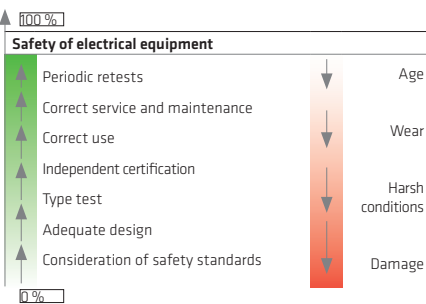 100 %
Safety of electrical equipment
Periodic retests
Correct service and maintenance
Correct use
Independent certification
Type test
Adequate design
Consideration of safety standards
Age
Wear
Harsh
conditions
Damage
0 %